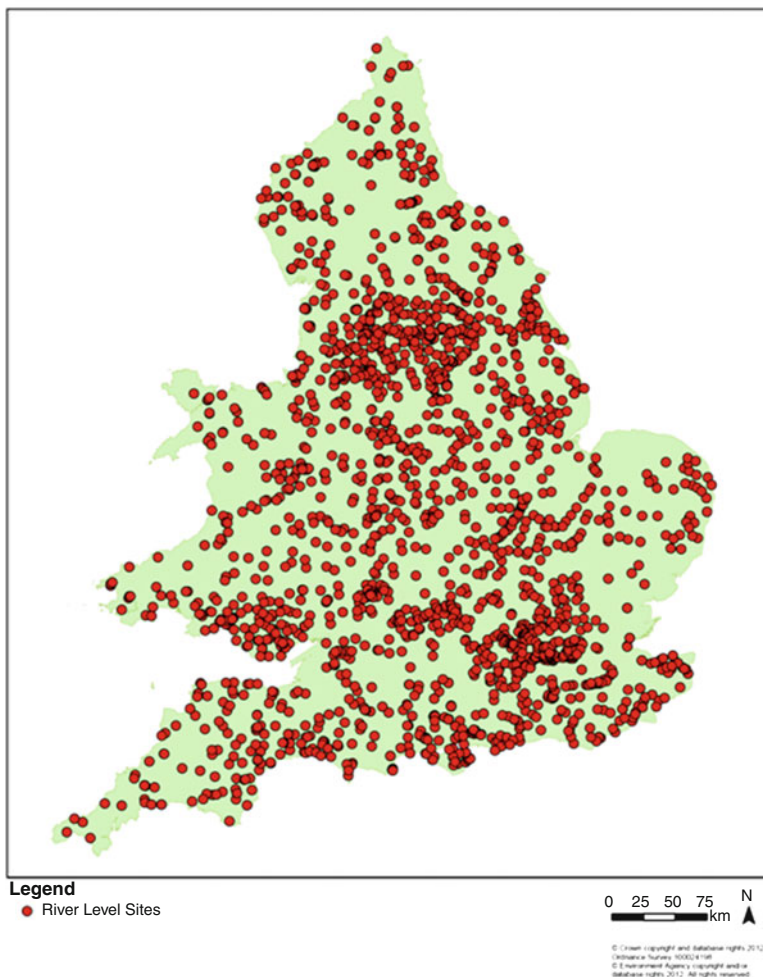 Legend
River Level Sites
0 25 50 75
km
N
© Crown copyright and database rights 2012
Ordnance Survey 100024198
© Environment Agency copyright and/or
database rights 2012. All rights reserved